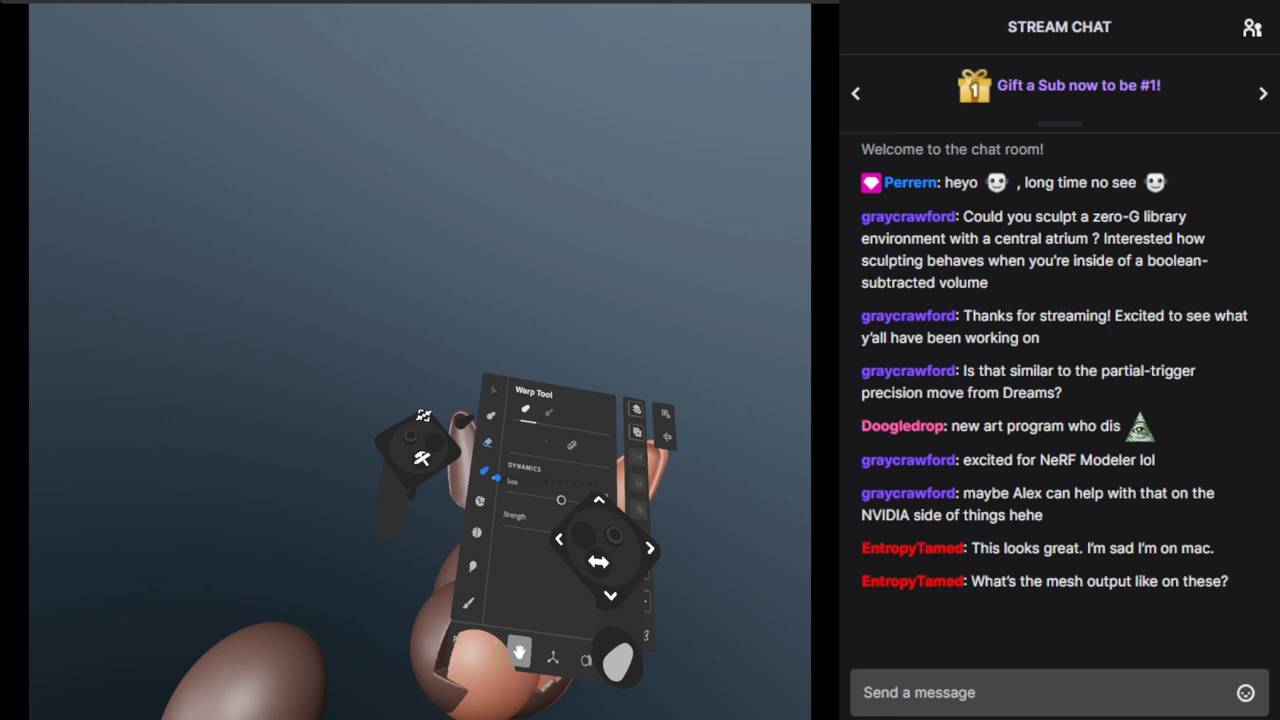 STREAM CHAT
1
Gift a Sub now to be #1!
Welcome to the chat room!
Perrern: heyo , long time no see
graycrawford: Could you sculpt a zero-G library
environment with a central atrium ? Interested how
sculpting behaves when you're inside of a boolean-
subtracted volume
graycrawford: Thanks for streaming! Excited to see what
y'all have been working on
graycrawford: Is that similar to the partial-trigger
precision move from Dreams?
Doogledrop: new art program who dis
graycrawford: excited for NeRF Modeler lol
graycrawford: maybe Alex can help with that on the
NVIDIA side of things hehe
EntropyTamed: This looks great. I'm sad I'm on mac.
EntropyTamed: What's the mesh output like on these?
Send a message
Warp Tool
DYNAMICS
Size
Strength